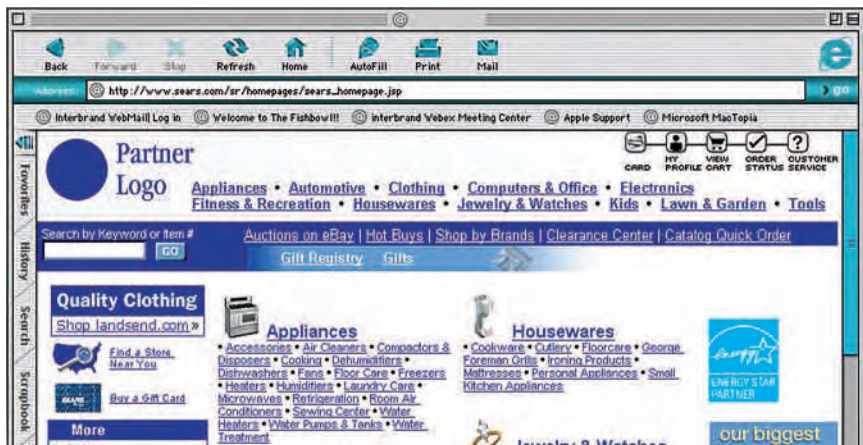 @
Back Forward Stop Refresh Home AutoFill Print Mail
Address: @ http://www.sears.com/sr/homepages/sears_homepage.jsp › go
@ Interbrand WebMail| Log in @ Welcome to The Fishbowl!! @ interbrand Webex Meeting Center @ Apple Support @ Microsoft MacTopia
Favorites
History
Search
Scrapbook
Partner
Logo
CARD MY PROFILE VIEW CART ORDER STATUS CUSTOMER SERVICE
Appliances • Automotive • Clothing • Computers & Office • Electronics
Fitness & Recreation • Housewares • Jewelry & Watches • Kids • Lawn & Garden • Tools
Search by Keyword or Item #
GO
Auctions on eBay | Hot Buys | Shop by Brands | Clearance Center | Catalog Quick Order
Gift Registry Gifts
Quality Clothing
Shop landsend.com »
Find a Store
Near You
SEARS Buy a Gift Card
More
Appliances
• Accessories • Air Cleaners • Compactors &
Disposers • Cooking • Dehumidifiers •
Dishwashers • Fans • Floor Care • Freezers
• Heaters • Humidifiers • Laundry Care •
Microwaves • Refrigeration • Room Air
Conditioners • Sewing Center • Water
Heaters • Water Pumps & Tanks • Water
Treatment
Housewares
• Cookware • Cutlery • Floorcare • George
Foreman Grills • Ironing Products •
Mattresses • Personal Appliances • Small
Kitchen Appliances
Jewelry & Watches
energy
ENERGY STAR
PARTNER
our biggest